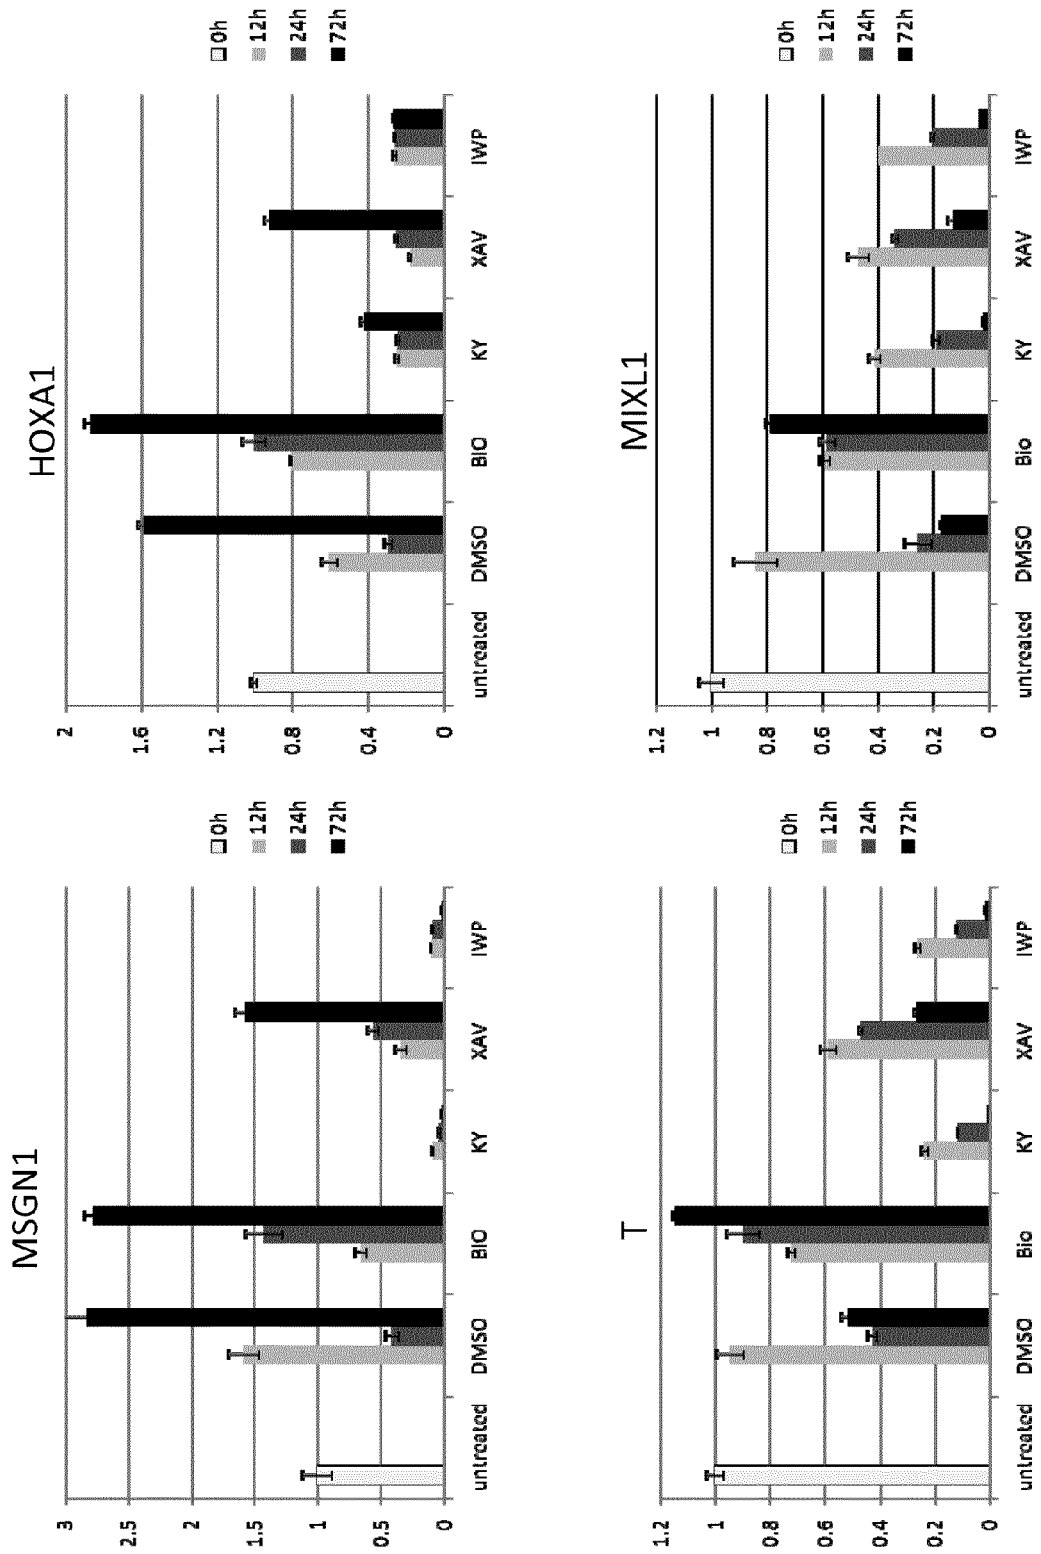 MSGN1
3
2.5
2
1.5
1
0.5
0
untreated DMSO BIO KY XAV IWP
0h
12h
24h
72h
HOXA1
2
1.6
1.2
0.8
0.4
0
untreated DMSO BIO KY XAV IWP
0h
12h
24h
72h
T
1.2
1
0.8
0.6
0.4
0.2
0
untreated DMSO Bio KY XAV IWP
0h
12h
24h
72h
MIXL1
1.2
1
0.8
0.6
0.4
0.2
0
untreated DMSO Bio KY XAV IWP
0h
12h
24h
72h